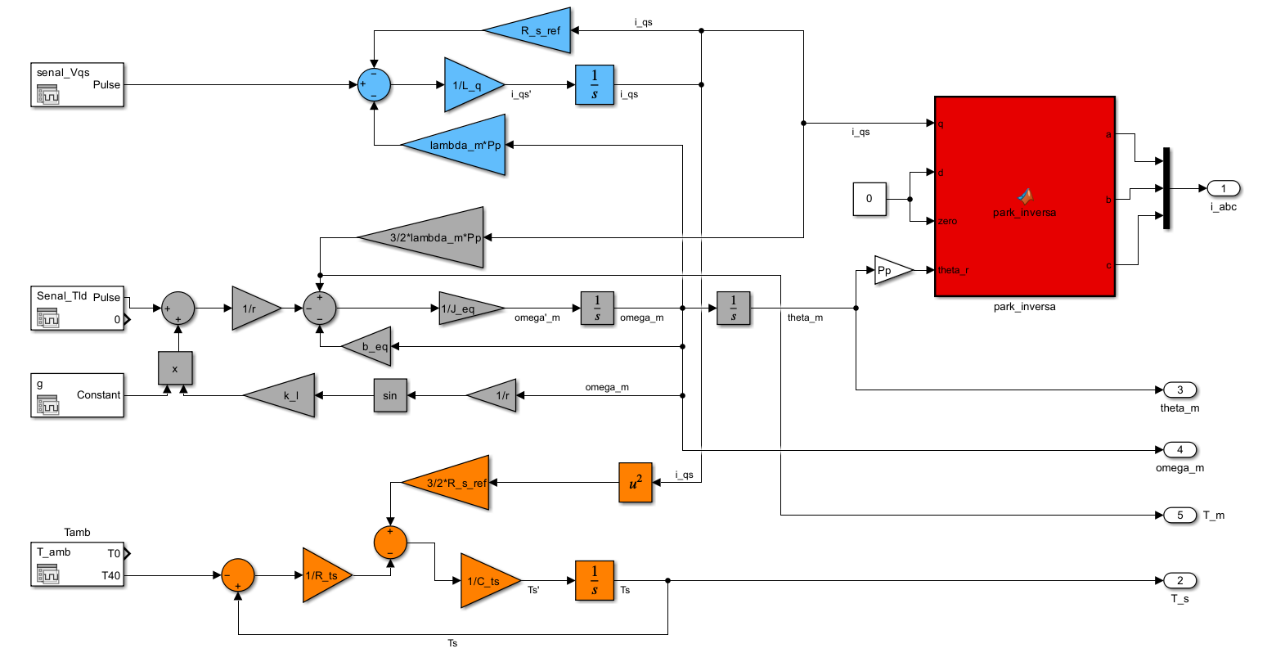 i_qs
R_s_ref
senal_Vqs
Pulse
−
+
−
1/L_q
i_qs'
1
s
i_qs
lambda_m*Pp
i_qs
q
d
zero
theta_r
park_inversa
a
b
c
park_inversa
0
1
i_abc
3/2*lambda_m*Pp
Pp
Senal_Tld
Pulse
0
+
+
1/r
+
−
−
1/J_eq
omega'_m
1
s
omega_m
1
s
theta_m
b_eq
x
g
Constant
k_l
sin
1/r
omega_m
3
theta_m
4
omega_m
3/2*R_s_ref
u²
i_qs
5
T_m
Tamb
T_amb
T0
T40
−
+
1/R_ts
+
−
1/C_ts
Ts'
1
s
Ts
2
T_s
Ts